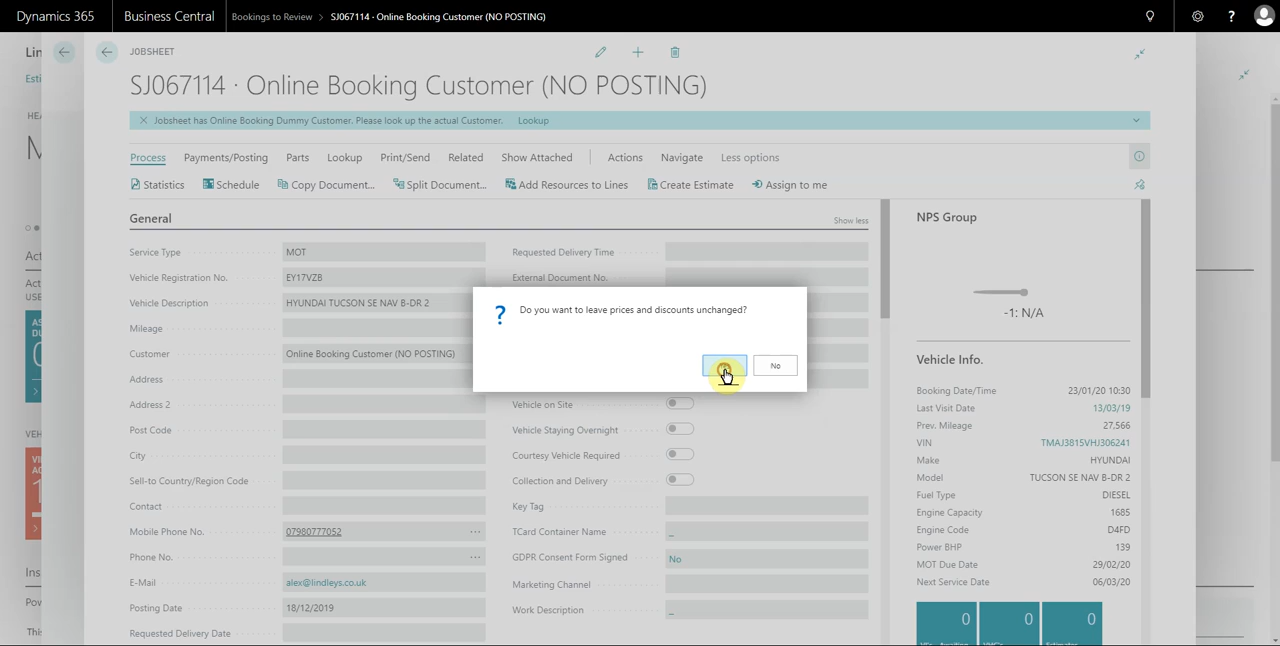 Dynamics 365 Business Central Bookings to Review > SJ067114 · Online Booking Customer (NO POSTING) ?
JOBSHEET
SJ067114 · Online Booking Customer (NO POSTING)
Jobsheet has Online Booking Dummy Customer. Please look up the actual Customer. Lookup
Process Payments/Posting Parts Lookup Print/Send Related Show Attached Actions Navigate Less options
Statistics Schedule Copy Document... Split Document... Add Resources to Lines Create Estimate Assign to me
General Show less
Service Type MOT
Vehicle Registration No. EY17VZB
Vehicle Description HYUNDAI TUCSON SE NAV B-DR 2
Mileage
Customer Online Booking Customer (NO POSTING)
Address
Address 2
Post Code
City
Sell-to Country/Region Code
Contact
Mobile Phone No. 07980777052 ...
Phone No. ...
E-Mail alex@lindleys.co.uk
Posting Date 18/12/2019
Requested Delivery Date
Requested Delivery Time
External Document No.
Vehicle on Site
Vehicle Staying Overnight
Courtesy Vehicle Required
Collection and Delivery
Key Tag
TCard Container Name _
GDPR Consent Form Signed No
Marketing Channel
Work Description _
? Do you want to leave prices and discounts unchanged?
No
NPS Group
-1: N/A
Vehicle Info.
Booking Date/Time 23/01/20 10:30
Last Visit Date 13/03/19
Prev. Mileage 27,566
VIN TMAJ3815VHJ306241
Make HYUNDAI
Model TUCSON SE NAV B-DR 2
Fuel Type DIESEL
Engine Capacity 1685
Engine Code D4FD
Power BHP 139
MOT Due Date 29/02/20
Next Service Date 06/03/20
0 0 0